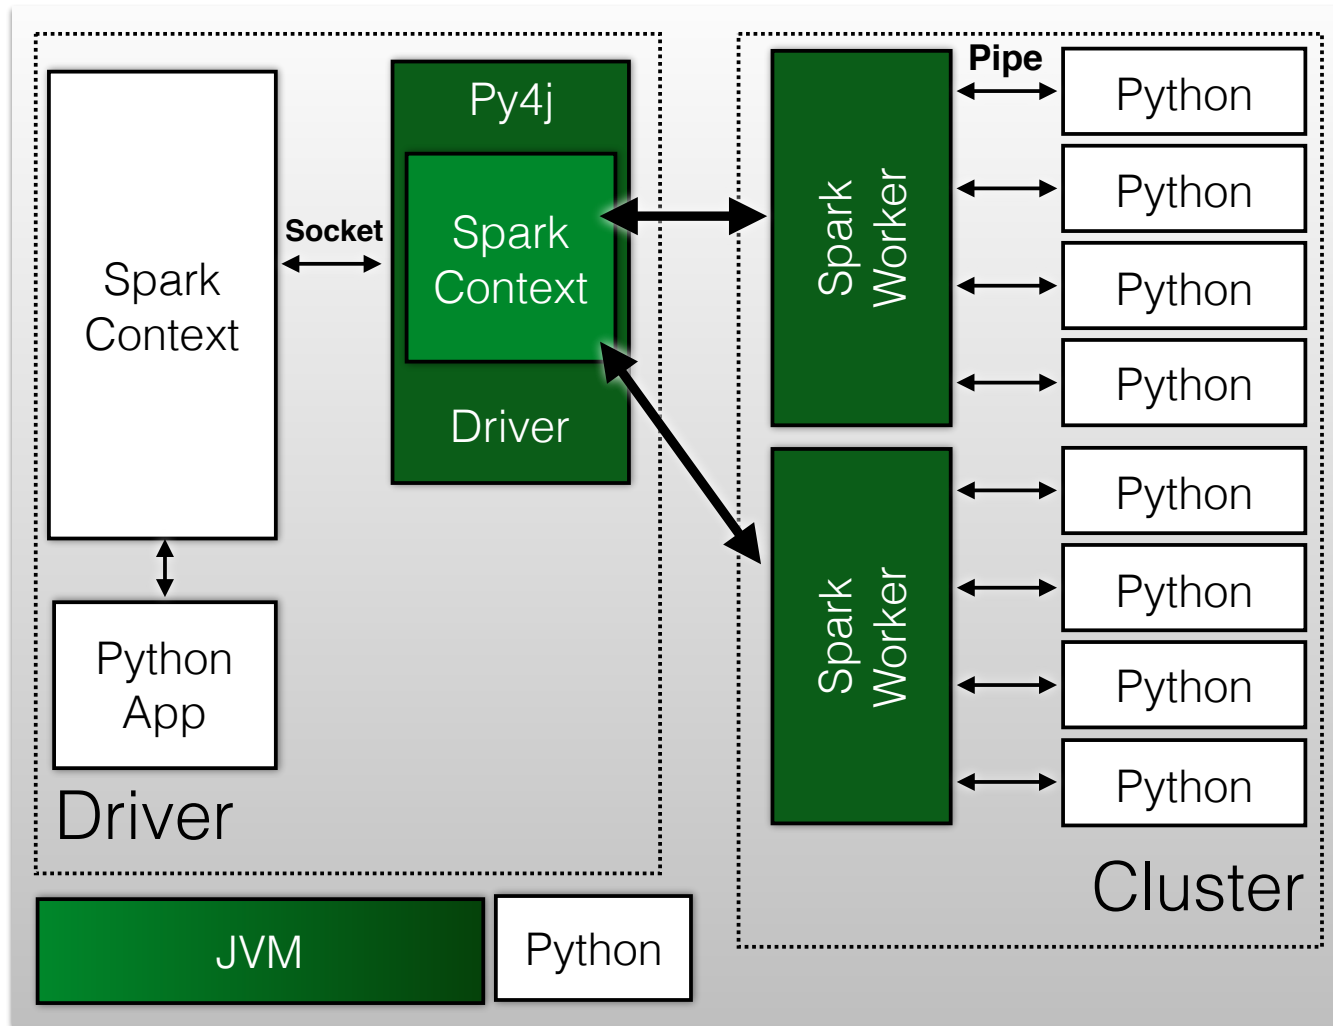 Spark
Context
Python
App
Driver
Socket
Py4j
Spark
Context
Driver
Spark
Worker
Spark
Worker
Pipe
Python
Python
Python
Python
Python
Python
Python
Python
Cluster
JVM
Python